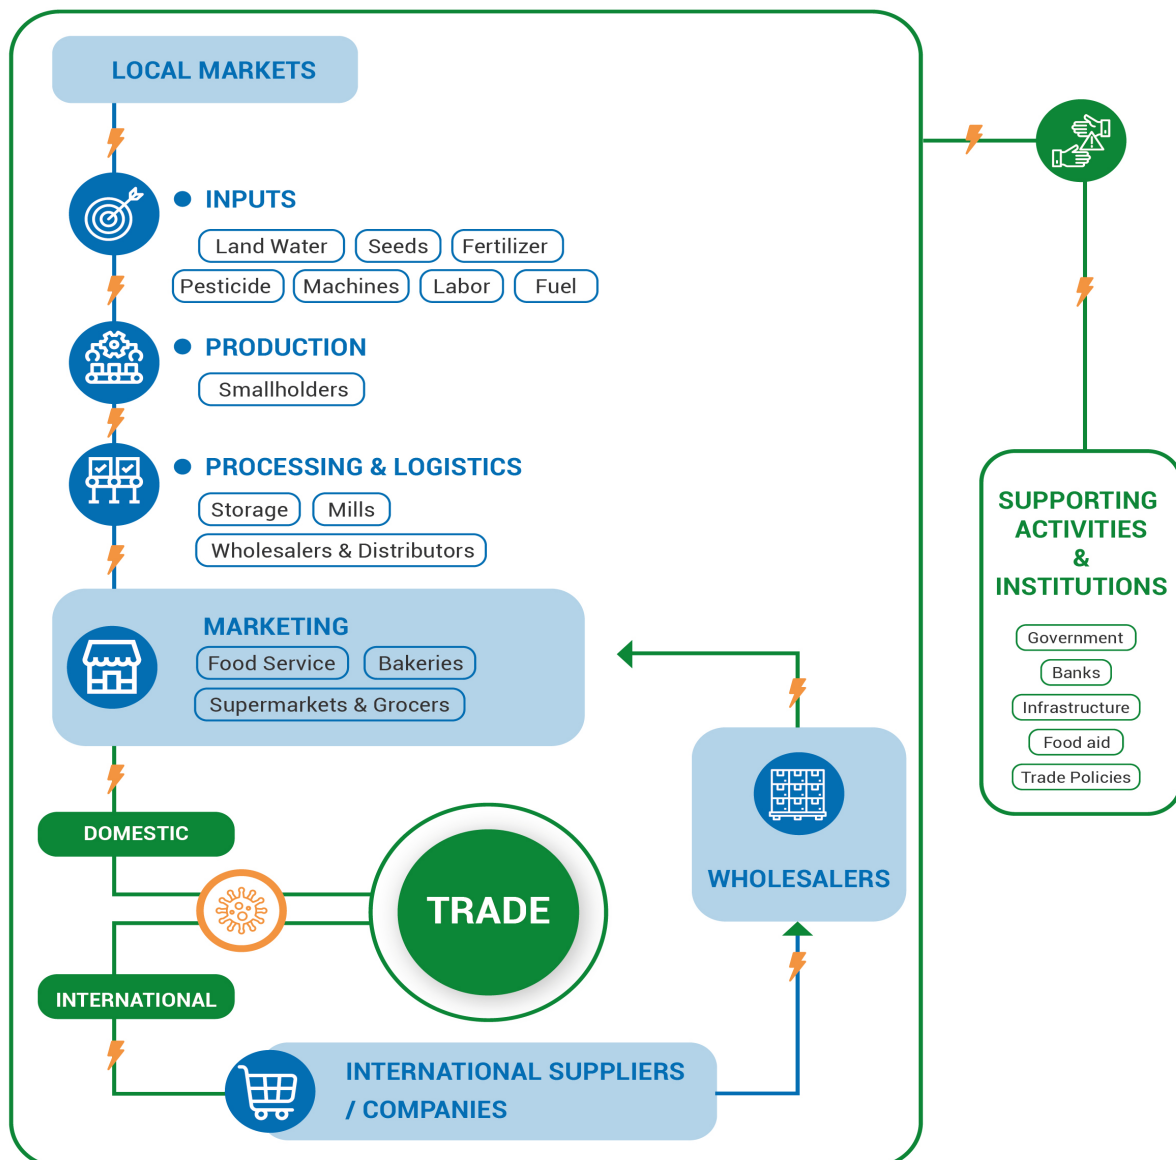 LOCAL MARKETS
INPUTS
Land Water
Seeds
Fertilizer
Pesticide
Machines
Labor
Fuel
PRODUCTION
Smallholders
PROCESSING & LOGISTICS
Storage
Mills
Wholesalers & Distributors
MARKETING
Food Service
Bakeries
Supermarkets & Grocers
DOMESTIC
TRADE
INTERNATIONAL
INTERNATIONAL SUPPLIERS
/ COMPANIES
WHOLESALERS
SUPPORTING
ACTIVITIES
&
INSTITUTIONS
Government
Banks
Infrastructure
Food aid
Trade Policies